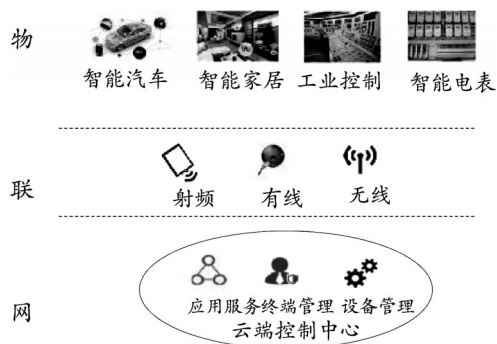 物
智能汽车 智能家居 工业控制 智能电表
联
射频 有线 无线
网
应用服务终端管理 设备管理
云端控制中心